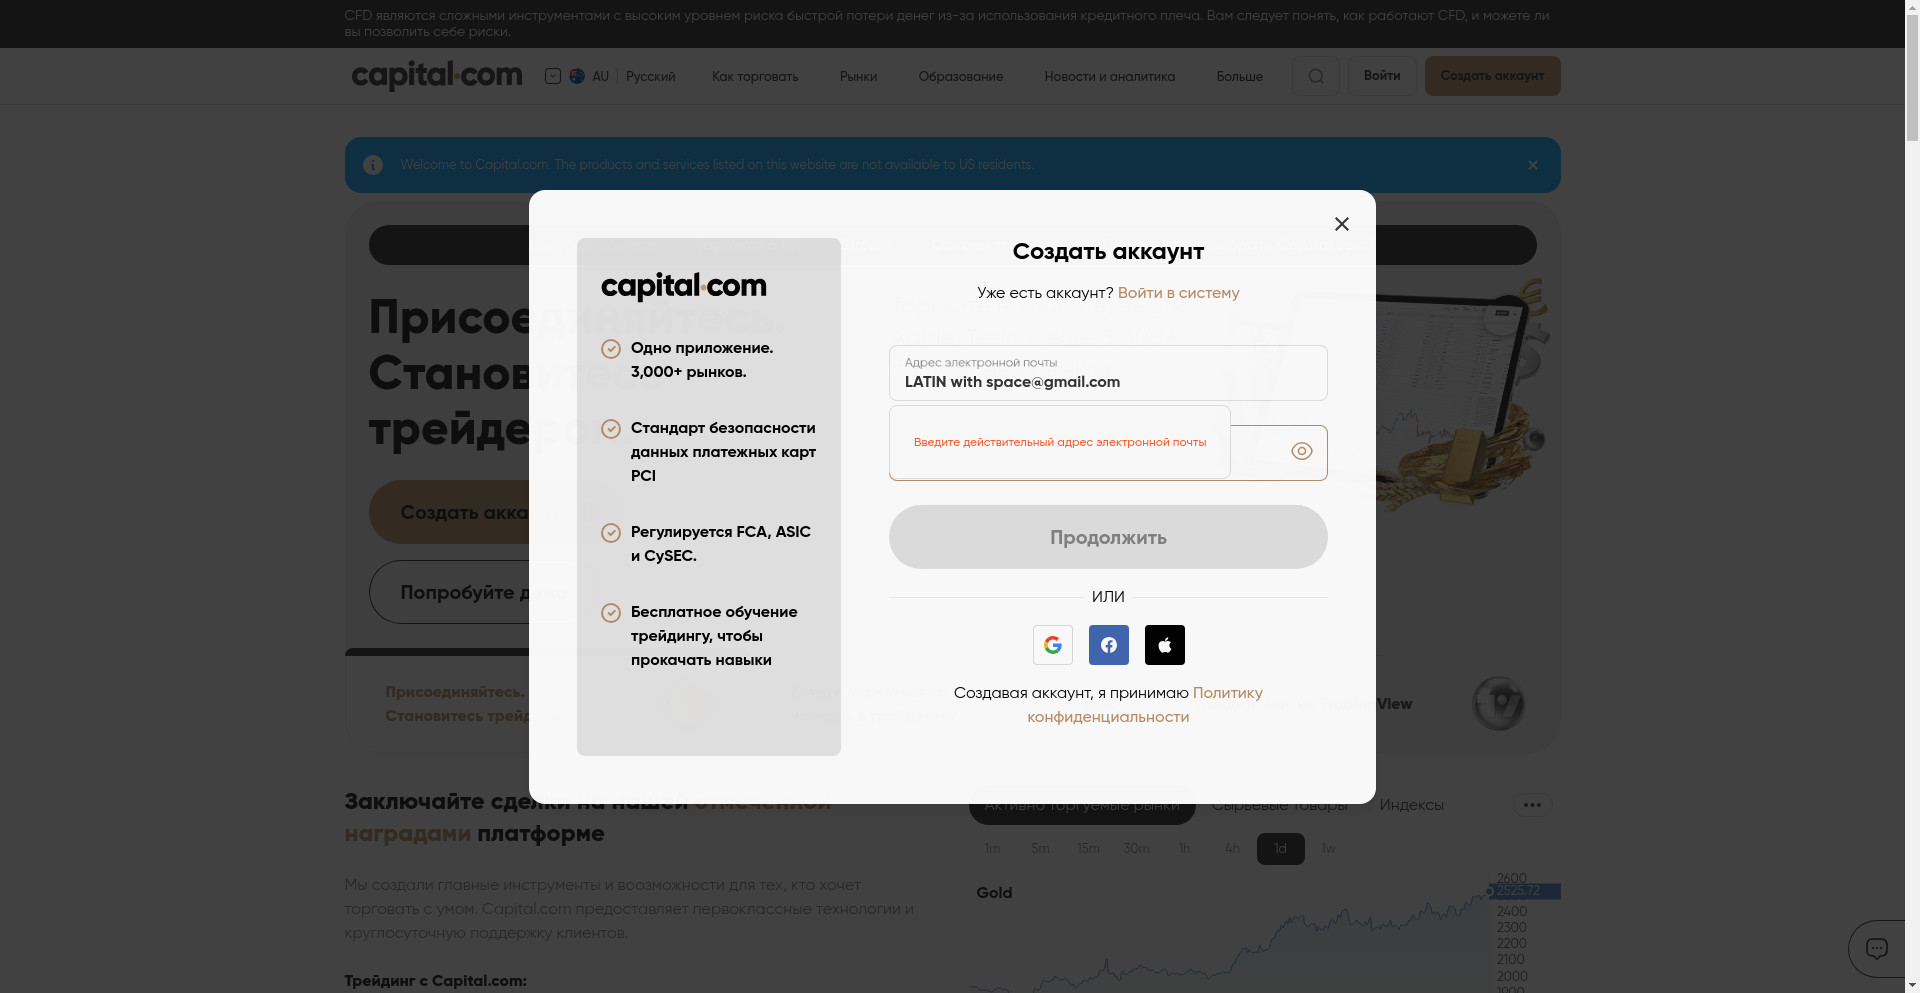 CFD являются сложными инструментами с высоким уровнем риска быстрой потери денег из-за использования кредитного плеча. Вам следует понять, как работают CFD, и можете ли
вы позволить себе риски.
capital.com AU Русский Как торговать Рынки Образование Новости и аналитика Больше Войти Создать аккаунт
Welcome to Capital.com. The products and services listed on this website are not available to US residents.
Создать аккаунт
Уже есть аккаунт? Войти в систему
capital.com
Одно приложение.
3,000+ рынков.
Стандарт безопасности
данных платежных карт
PCI
Регулируется FCA, ASIC
и CySEC.
Бесплатное обучение
трейдингу, чтобы
прокачать навыки
Адрес электронной почты
LATIN with space@gmail.com
Введите действительный адрес электронной почты
Продолжить
ИЛИ
Создавая аккаунт, я принимаю Политику
конфиденциальности
Присоединяйтесь.
Становитесь
трейдеро
Создать акка
Попробуйте де
Присоединяйтесь.
Становитесь трейд
View
Заключайте сделки на нашей отмеченной
наградами платформе
Мы создали главные инструменты и воозможности для тех, кто хочет
торговать с умом. Capital.com предоставляет первоклассные технологии и
круглосуточную поддержку клиентов.
Трейдинг с Capital.com:
Активно торгуемые рынки Сырьевые товары Индексы
1m 5m 15m 30m 1h 4h 1d 1w
Gold
2600
2525.72
2400
2300
2200
2100
2000
1900